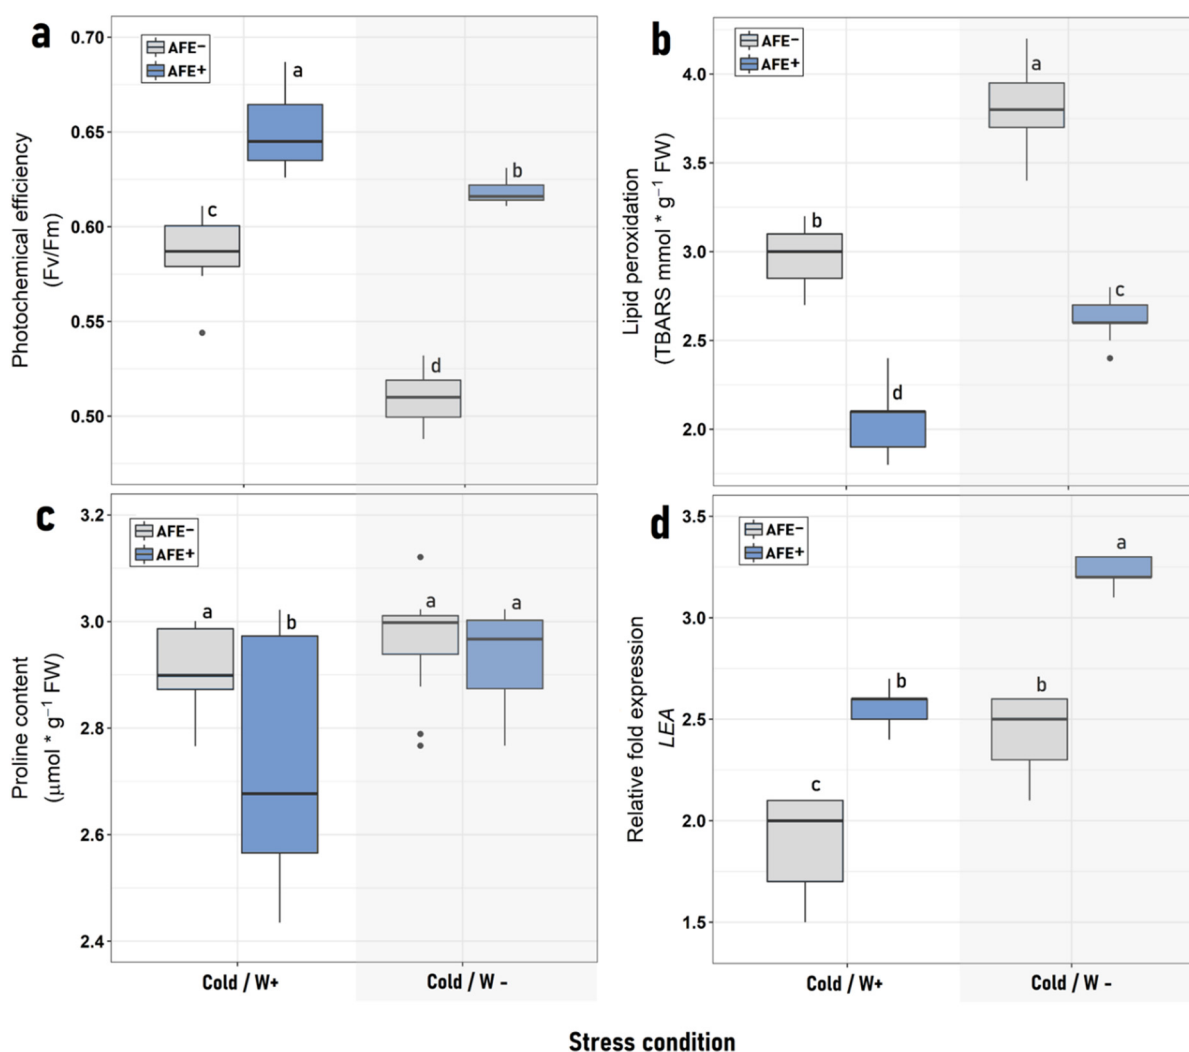 a
Photochemical efficiency
(Fv/Fm)
0.70
0.65
0.60
0.55
0.50
AFE−
AFE+
c
a
d
b
b
Lipid peroxidation
(TBARS mmol * g⁻¹ FW)
4.0
3.5
3.0
2.5
2.0
AFE−
AFE+
b
d
a
c
c
Proline content
(μmol * g⁻¹ FW)
3.2
3.0
2.8
2.6
2.4
AFE−
AFE+
a
b
a
a
Cold / W+
Cold / W -
d
Relative fold expression
LEA
3.5
3.0
2.5
2.0
1.5
AFE−
AFE+
c
b
b
a
Cold / W+
Cold / W -
Stress condition